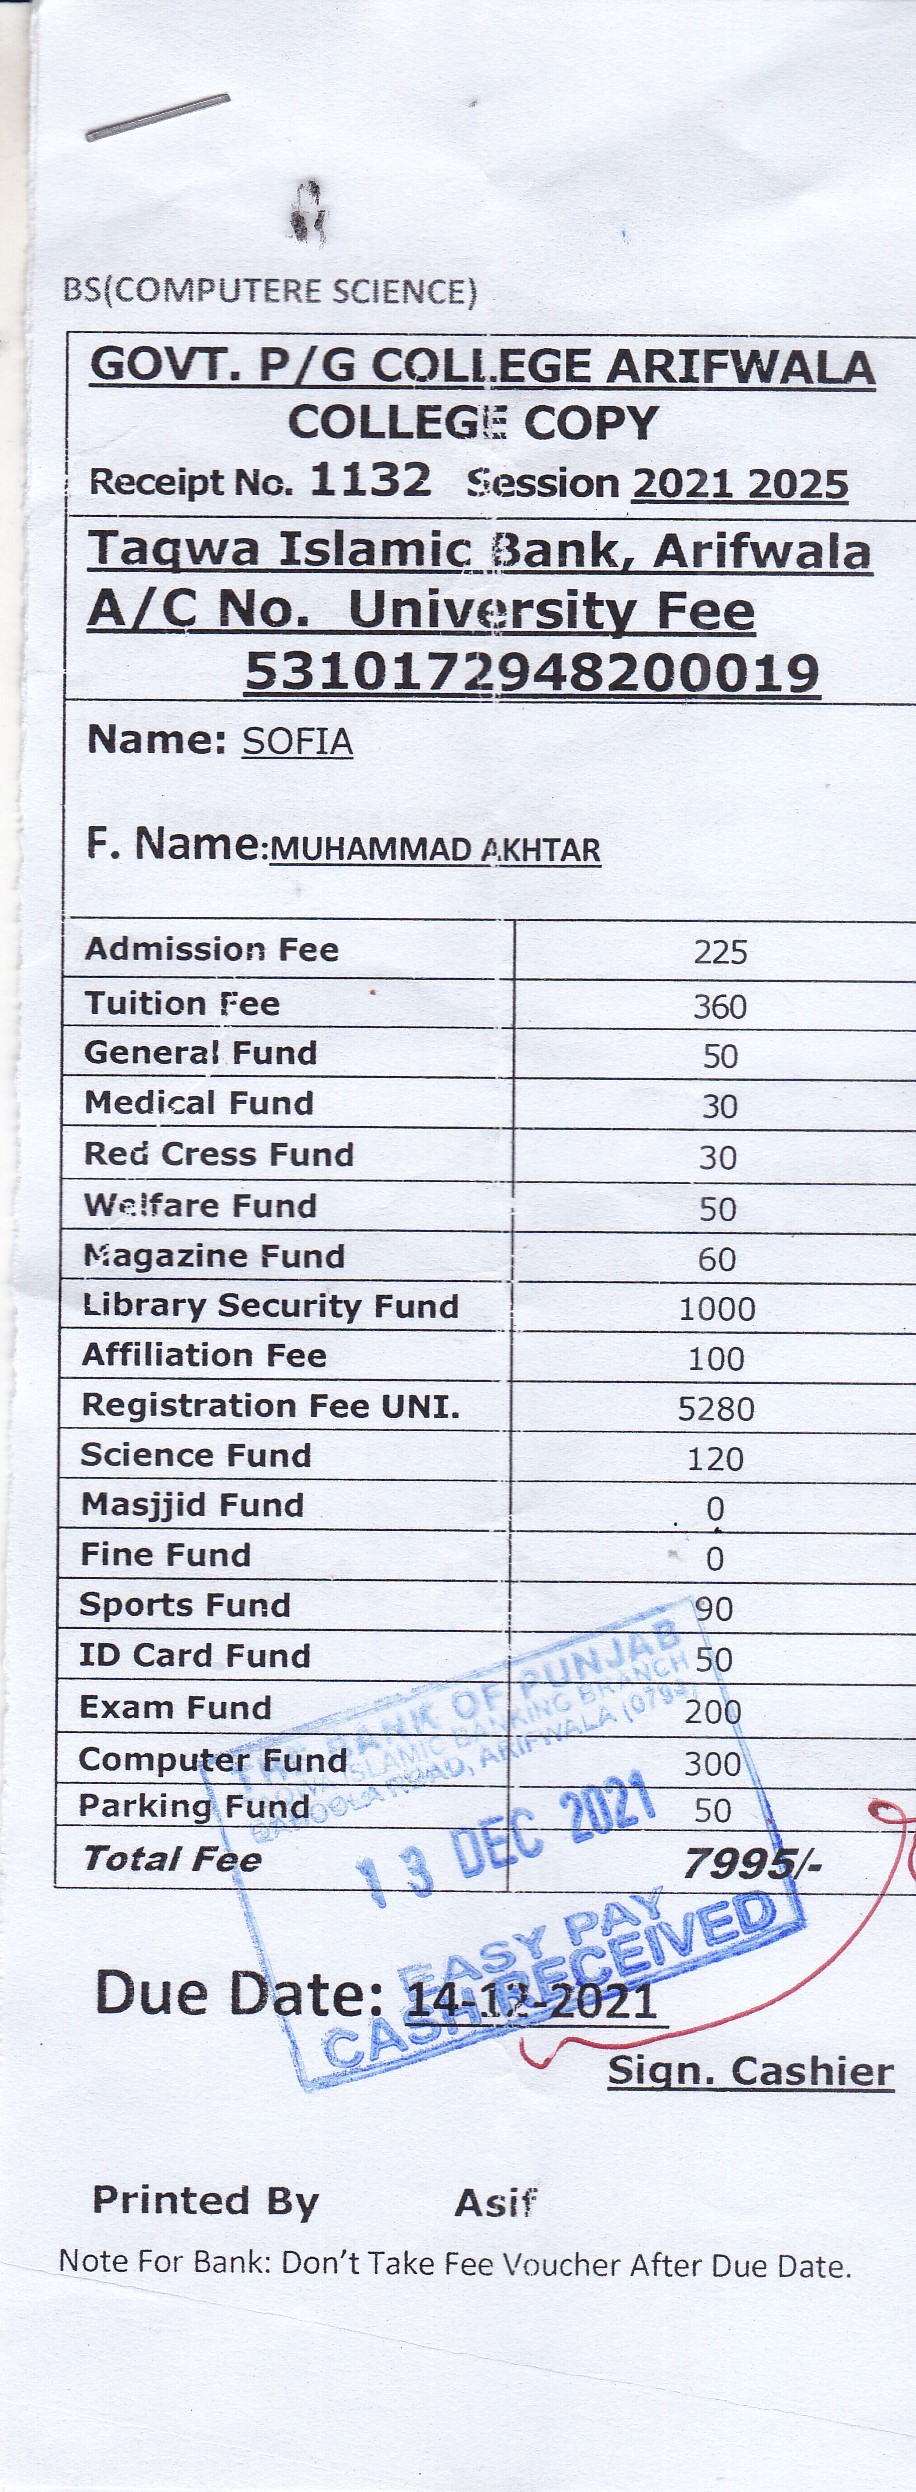 BS(COMPUTERE SCIENCE)
GOVT. P/G COLLEGE ARIFWALA
COLLEGE COPY
Receipt No. 1132 Session 2021 2025
Taqwa Islamic Bank, Arifwala
A/C No. University Fee
5310172948200019
Name: SOFIA
F. Name:MUHAMMAD AKHTAR
Admission Fee 225
Tuition Fee 360
General Fund 50
Medical Fund 30
Red Cress Fund 30
Welfare Fund 50
Magazine Fund 60
Library Security Fund 1000
Affiliation Fee 100
Registration Fee UNI. 5280
Science Fund 120
Masjjid Fund 0
Fine Fund 0
Sports Fund 90
ID Card Fund 50
Exam Fund 200
Computer Fund 300
Parking Fund 50
Total Fee 7995/-
THE BANK OF PUNJAB
TAQWA ISLAMIC BANKING BRANCH
ROAD, ARIFWALA
13 DEC 2021
EASY PAY
CASH RECEIVED
Due Date: 14-12-2021
Sign. Cashier
Printed By Asif
Note For Bank: Don't Take Fee Voucher After Due Date.